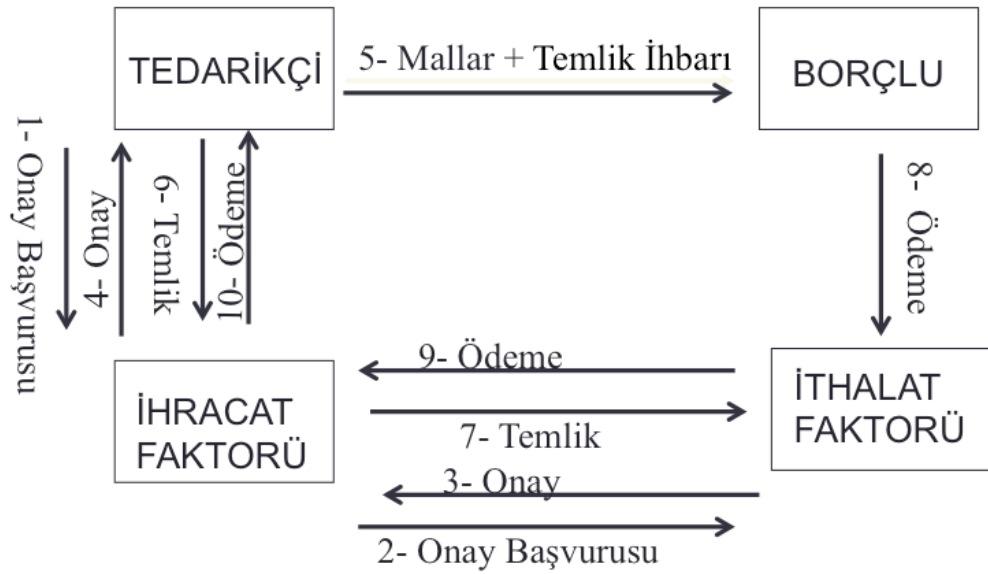 TEDARİKÇİ
5- Mallar + Temlik İhbarı
BORÇLU
1- Onay Başvurusu
4- Onay
6- Temlik
10- Ödeme
8- Ödeme
9- Ödeme
İHRACAT
FAKTORÜ
İTHALAT
FAKTORÜ
7- Temlik
3- Onay
2- Onay Başvurusu